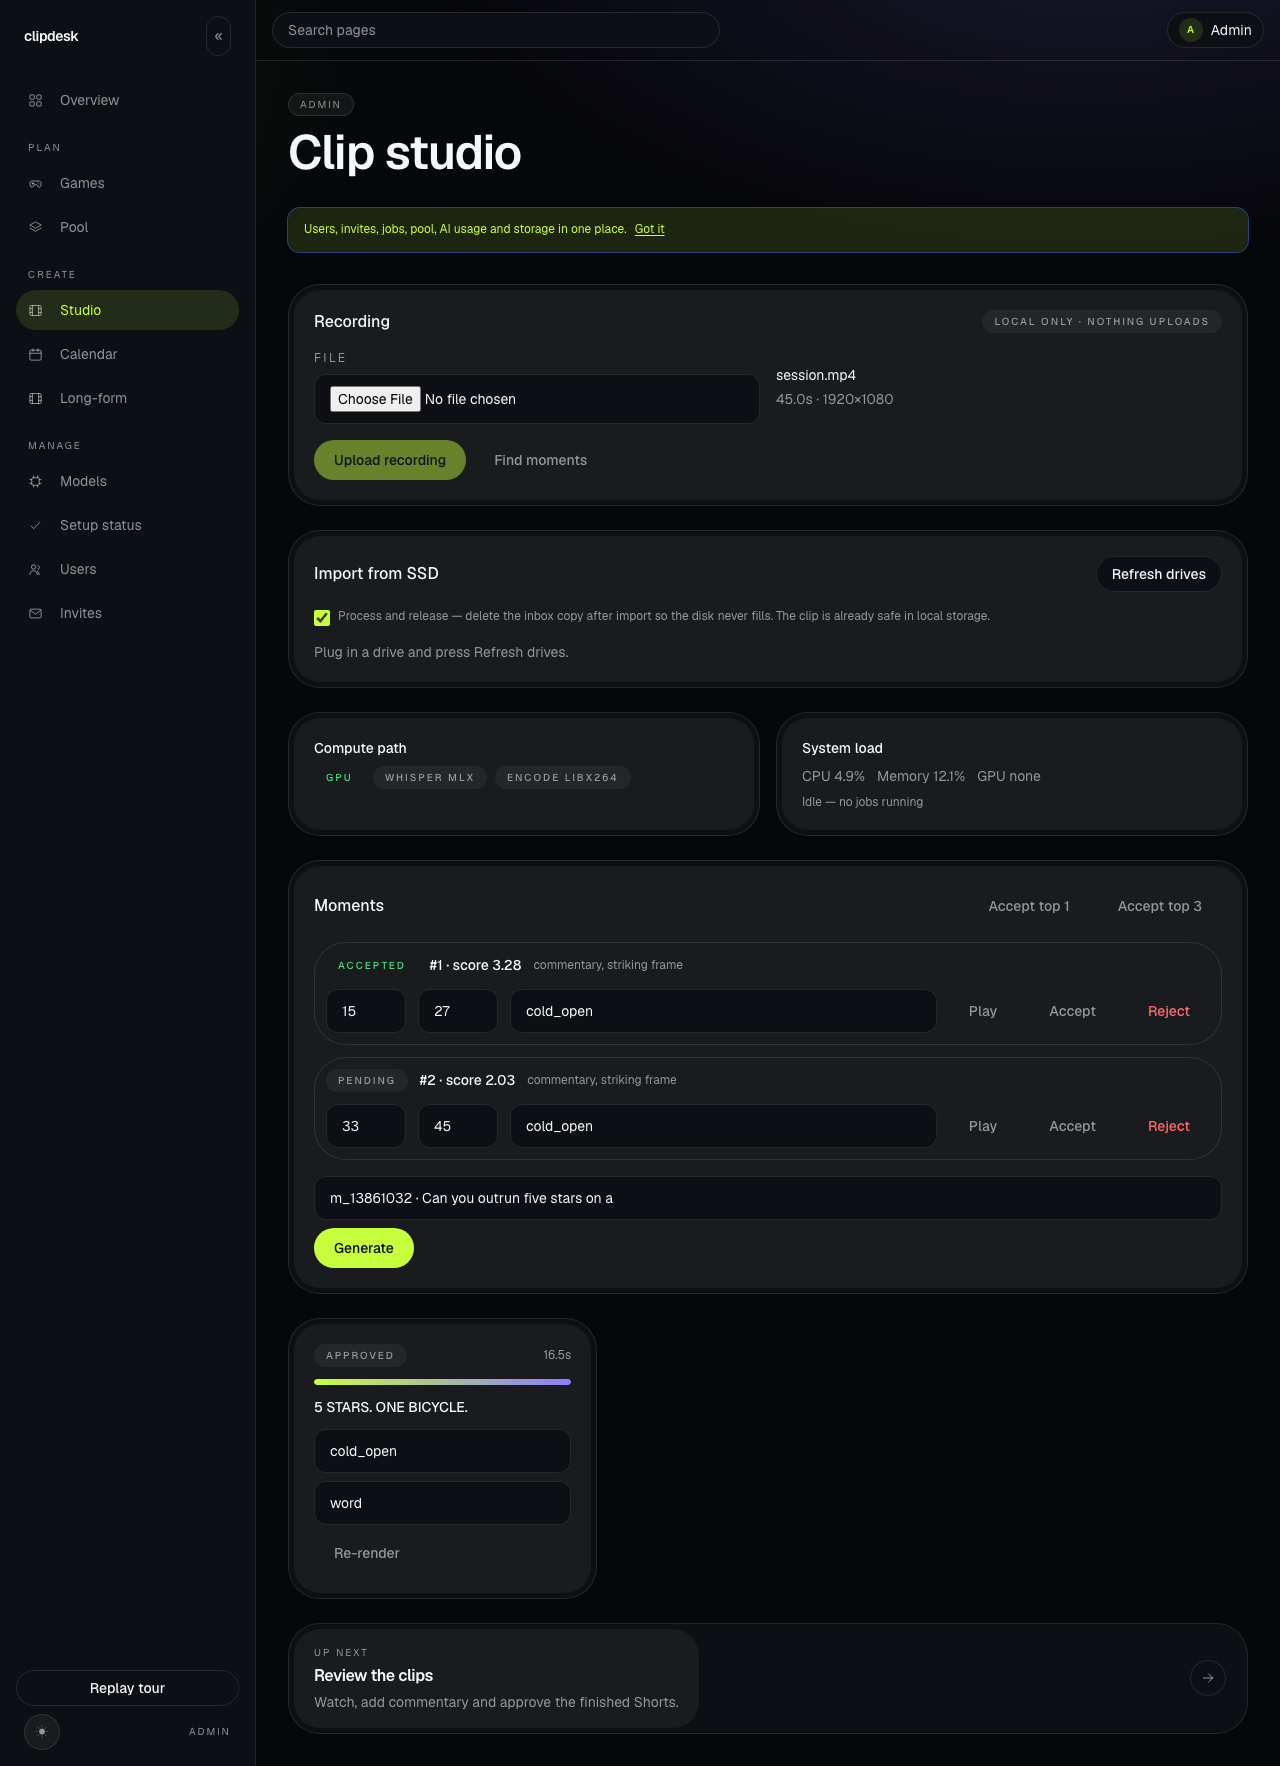 clipdesk
«
Search pages
A
Admin
Overview
PLAN
Games
Pool
CREATE
Studio
Calendar
Long-form
MANAGE
Models
Setup status
Users
Invites
Replay tour
ADMIN
ADMIN
Clip studio
Users, invites, jobs, pool, AI usage and storage in one place. Got it
Recording
LOCAL ONLY · NOTHING UPLOADS
FILE
Choose File No file chosen
session.mp4
45.0s · 1920×1080
Upload recording
Find moments
Import from SSD
Refresh drives
Process and release — delete the inbox copy after import so the disk never fills. The clip is already safe in local storage.
Plug in a drive and press Refresh drives.
Compute path
GPU
WHISPER MLX
ENCODE LIBX264
System load
CPU 4.9% Memory 12.1% GPU none
Idle — no jobs running
Moments
Accept top 1
Accept top 3
ACCEPTED #1 · score 3.28 commentary, striking frame
15 27 cold_open Play Accept Reject
PENDING #2 · score 2.03 commentary, striking frame
33 45 cold_open Play Accept Reject
m_13861032 · Can you outrun five stars on a
Generate
APPROVED
16.5s
5 STARS. ONE BICYCLE.
cold_open
word
Re-render
UP NEXT
Review the clips
Watch, add commentary and approve the finished Shorts.